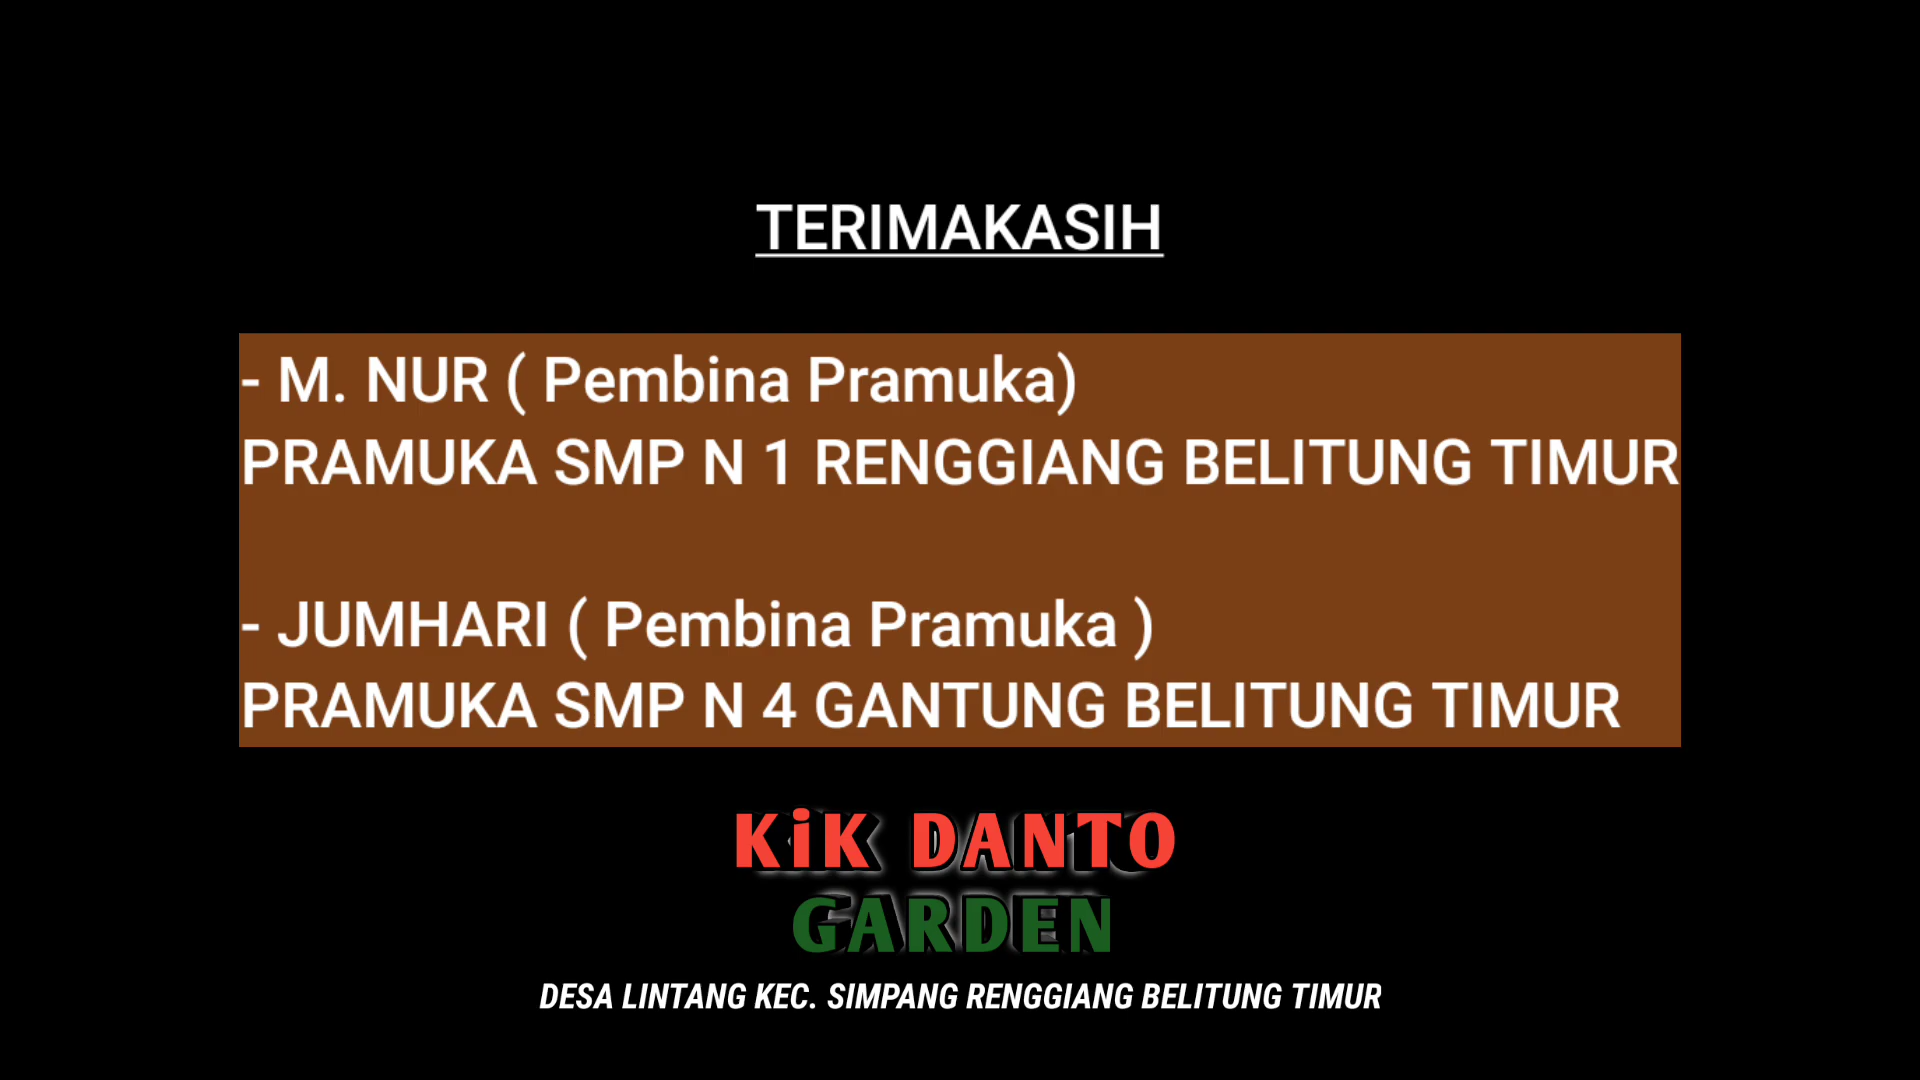 TERIMAKASIH
- M. NUR ( Pembina Pramuka)
PRAMUKA SMP N 1 RENGGIANG BELITUNG TIMUR
- JUMHARI ( Pembina Pramuka )
PRAMUKA SMP N 4 GANTUNG BELITUNG TIMUR
KiK DANTO
GARDEN
DESA LINTANG KEC. SIMPANG RENGGIANG BELITUNG TIMUR